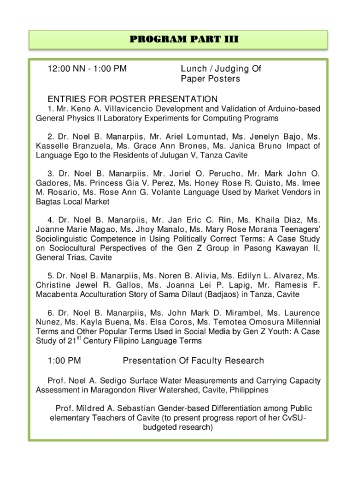 PROGRAM PART III
12:00 NN - 1:00 PM Lunch / Judging Of
Paper Posters
ENTRIES FOR POSTER PRESENTATION
1. Mr. Keno A. Villavicencio Development and Validation of Arduino-based
General Physics II Laboratory Experiments for Computing Programs
2. Dr. Noel B. Manarpiis, Mr. Ariel Lomuntad, Ms. Jenelyn Bajo, Ms.
Kasselle Branzuela, Ms. Grace Ann Brones, Ms. Janica Bruno Impact of
Language Ego to the Residents of Julugan V, Tanza Cavite
3. Dr. Noel B. Manarpiis. Mr. Joriel O. Perucho, Mr. Mark John O.
Gadores, Ms. Princess Gia V. Perez, Ms. Honey Rose R. Quisto, Ms. Imee
M. Rosario, Ms. Rose Ann G. Volante Language Used by Market Vendors in
Bagtas Local Market
4. Dr. Noel B. Manarpiis, Mr. Jan Eric C. Rin, Ms. Khaila Diaz, Ms.
Joanne Marie Magao, Ms. Jhoy Manalo, Ms. Mary Rose Morana Teenagers'
Sociolinguistic Competence in Using Politically Correct Terms: A Case Study
on Sociocultural Perspectives of the Gen Z Group in Pasong Kawayan II,
General Trias, Cavite
5. Dr. Noel B. Manarpiis, Ms. Noren B. Alivia, Ms. Edilyn L. Alvarez, Ms.
Christine Jewel R. Gallos, Ms. Joanna Lei P. Lapig, Mr. Ramesis F.
Macabenta Acculturation Story of Sama Dilaut (Badjaos) in Tanza, Cavite
6. Dr. Noel B. Manarpiis, Ms. John Mark D. Mirambel, Ms. Laurence
Nunez, Ms. Kayla Buena, Ms. Elsa Coros, Ms. Temotea Omosura Millennial
Terms and Other Popular Terms Used in Social Media by Gen Z Youth: A Case
Study of 21st Century Filipino Language Terms
1:00 PM Presentation Of Faculty Research
Prof. Noel A. Sedigo Surface Water Measurements and Carrying Capacity
Assessment in Maragondon River Watershed, Cavite, Philippines
Prof. Mildred A. Sebastian Gender-based Differentiation among Public
elementary Teachers of Cavite (to present progress report of her CvSU-
budgeted research)